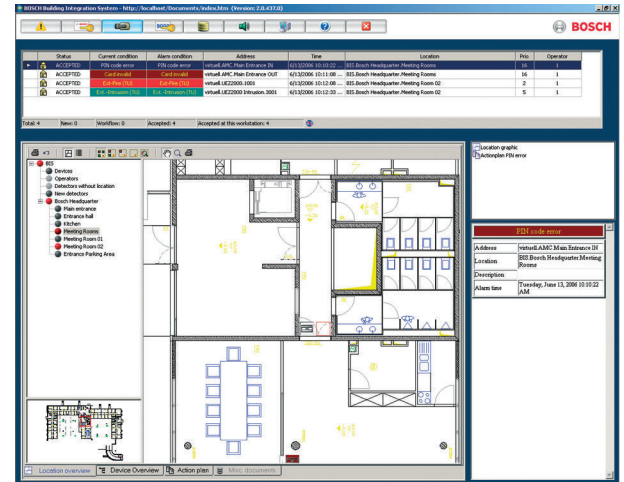 BOSCH Building Integration System - http://localhost/Documents/index.htm (Version: 2.0.437.0)
BOSCH
Status Current condition Alarm condition Address Time Location Prio Operator
ACCEPTED PIN code error PIN code error virtuell.AMC.Main Entrance IN 6/13/2006 10:10:22 ... BIS.Bosch Headquarter.Meeting Rooms 16 1
ACCEPTED Card invalid Card invalid virtuell.AMC.Main Entrance OUT 6/13/2006 10:11:08 ... BIS.Bosch Headquarter.Meeting Rooms 16 1
ACCEPTED Ext-Fire (TU) Ext-Fire (TU) virtuell.UEZ2000.1001 6/13/2006 10:12:08 ... BIS.Bosch Headquarter.Meeting Room 02 2 1
ACCEPTED Ext.-Intrusion (TU) Ext.-Intrusion (TU) virtuell.UEZ2000 Intrusion.3001 6/13/2006 10:12:33 ... BIS.Bosch Headquarter.Meeting Room 02 5 1
Total: 4 New: 0 Workflow: 0 Accepted: 4 Accepted at this workstation: 4
Location graphic
Actionplan PIN error
BIS
Devices
Operators
Detectors without location
New detectors
Bosch Headquarter
Main entrance
Entrance hall
Kitchen
Meeting Rooms
Meeting Room 01
Meeting Room 02
Entrance Parking Area
PIN code error
Address virtuell.AMC.Main Entrance IN
Location BIS.Bosch Headquarter.Meeting
Rooms
Description
Alarm time Tuesday, June 13, 2006 10:10:22
AM
Location overview Device Overview Action plan Misc documents